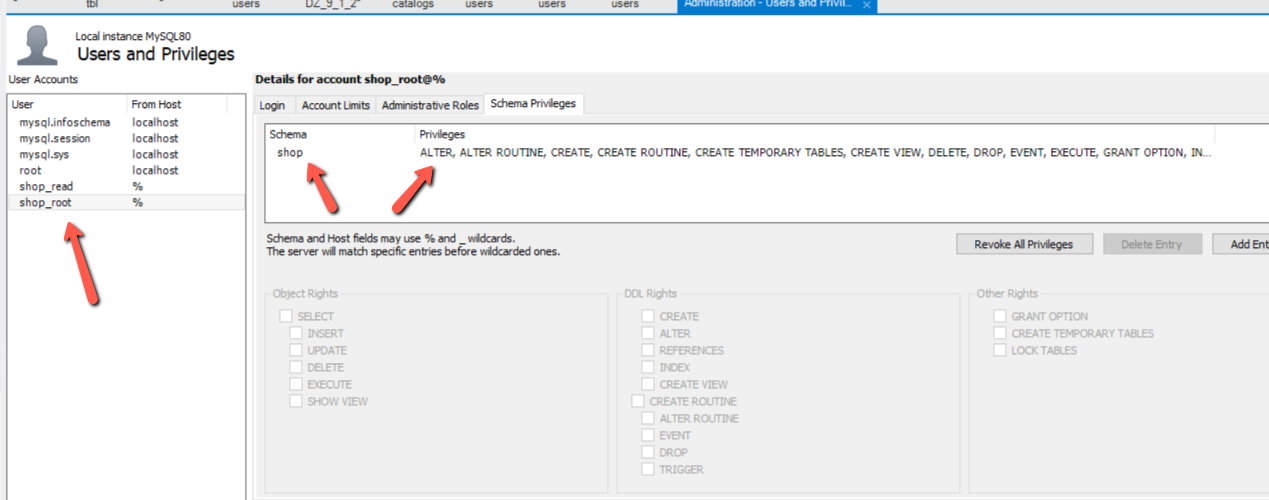 tbl users DZ_9_1_2* catalogs users users users Administration - Users and Privil... ×
Local instance MySQL80
Users and Privileges
User Accounts
Details for account shop_root@%
Login Account Limits Administrative Roles Schema Privileges
User From Host
mysql.infoschema localhost
mysql.session localhost
mysql.sys localhost
root localhost
shop_read %
shop_root %
Schema Privileges
shop ALTER, ALTER ROUTINE, CREATE, CREATE ROUTINE, CREATE TEMPORARY TABLES, CREATE VIEW, DELETE, DROP, EVENT, EXECUTE, GRANT OPTION, IN...
Schema and Host fields may use % and _ wildcards.
The server will match specific entries before wildcarded ones.
Revoke All Privileges Delete Entry Add Ent
Object Rights
SELECT
INSERT
UPDATE
DELETE
EXECUTE
SHOW VIEW
DDL Rights
CREATE
ALTER
REFERENCES
INDEX
CREATE VIEW
CREATE ROUTINE
ALTER ROUTINE
EVENT
DROP
TRIGGER
Other Rights
GRANT OPTION
CREATE TEMPORARY TABLES
LOCK TABLES